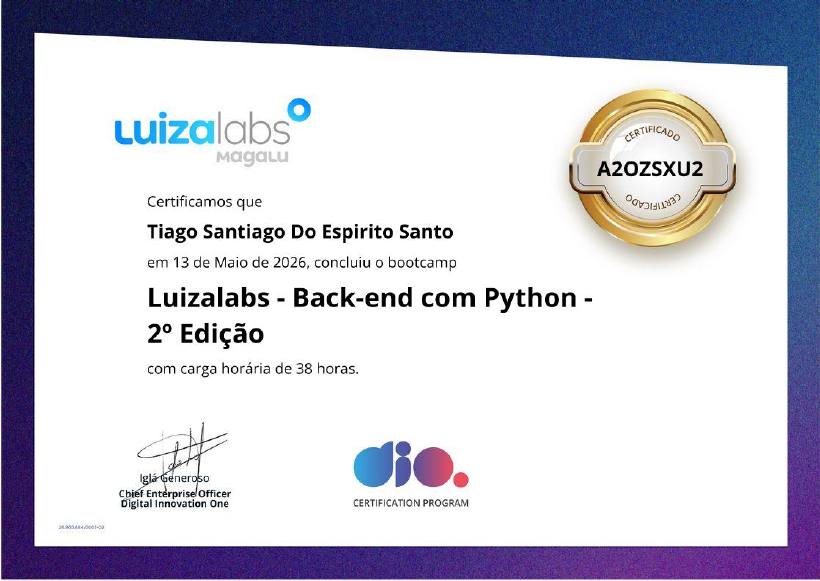 Luizalabs
Magalu
CERTIFICADO
A2OZSXU2
CERTIFICADO
Certificamos que
Tiago Santiago Do Espirito Santo
em 13 de Maio de 2026, concluiu o bootcamp
Luizalabs - Back-end com Python -
2º Edição
com carga horária de 38 horas.
Iglá Generoso
Chief Enterprise Officer
Digital Innovation One
dio.
CERTIFICATION PROGRAM